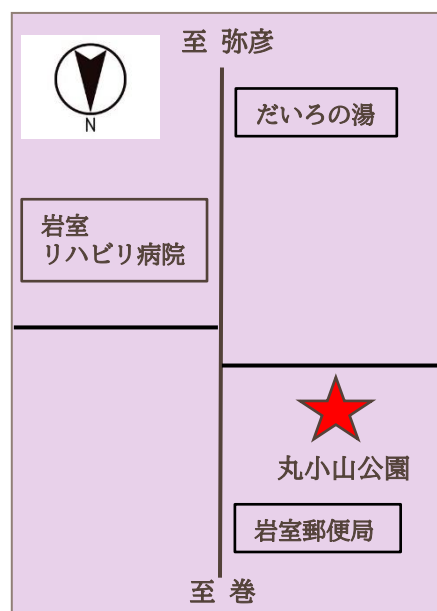 至 弥彦
N
だいろの湯
岩室
リハビリ病院
丸小山公園
岩室郵便局
至 巻